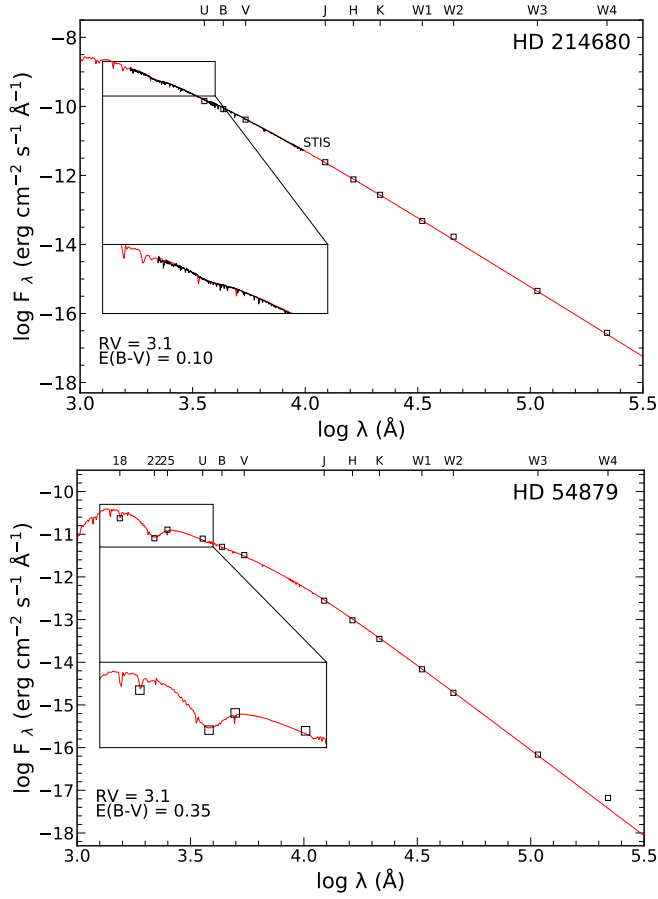 U B V J H K W1 W2 W3 W4
−8
HD 214680
−10
STIS
−12
−14
−16
−18
log F λ (erg cm−2 s−1 Å−1)
RV = 3.1
E(B-V) = 0.10
3.0 3.5 4.0 4.5 5.0 5.5
log λ (Å)
18 22 25 U B V J H K W1 W2 W3 W4
−10
HD 54879
−11
−12
−13
−14
−15
−16
−17
−18
log F λ (erg cm−2 s−1 Å−1)
RV = 3.1
E(B-V) = 0.35
3.0 3.5 4.0 4.5 5.0 5.5
log λ (Å)